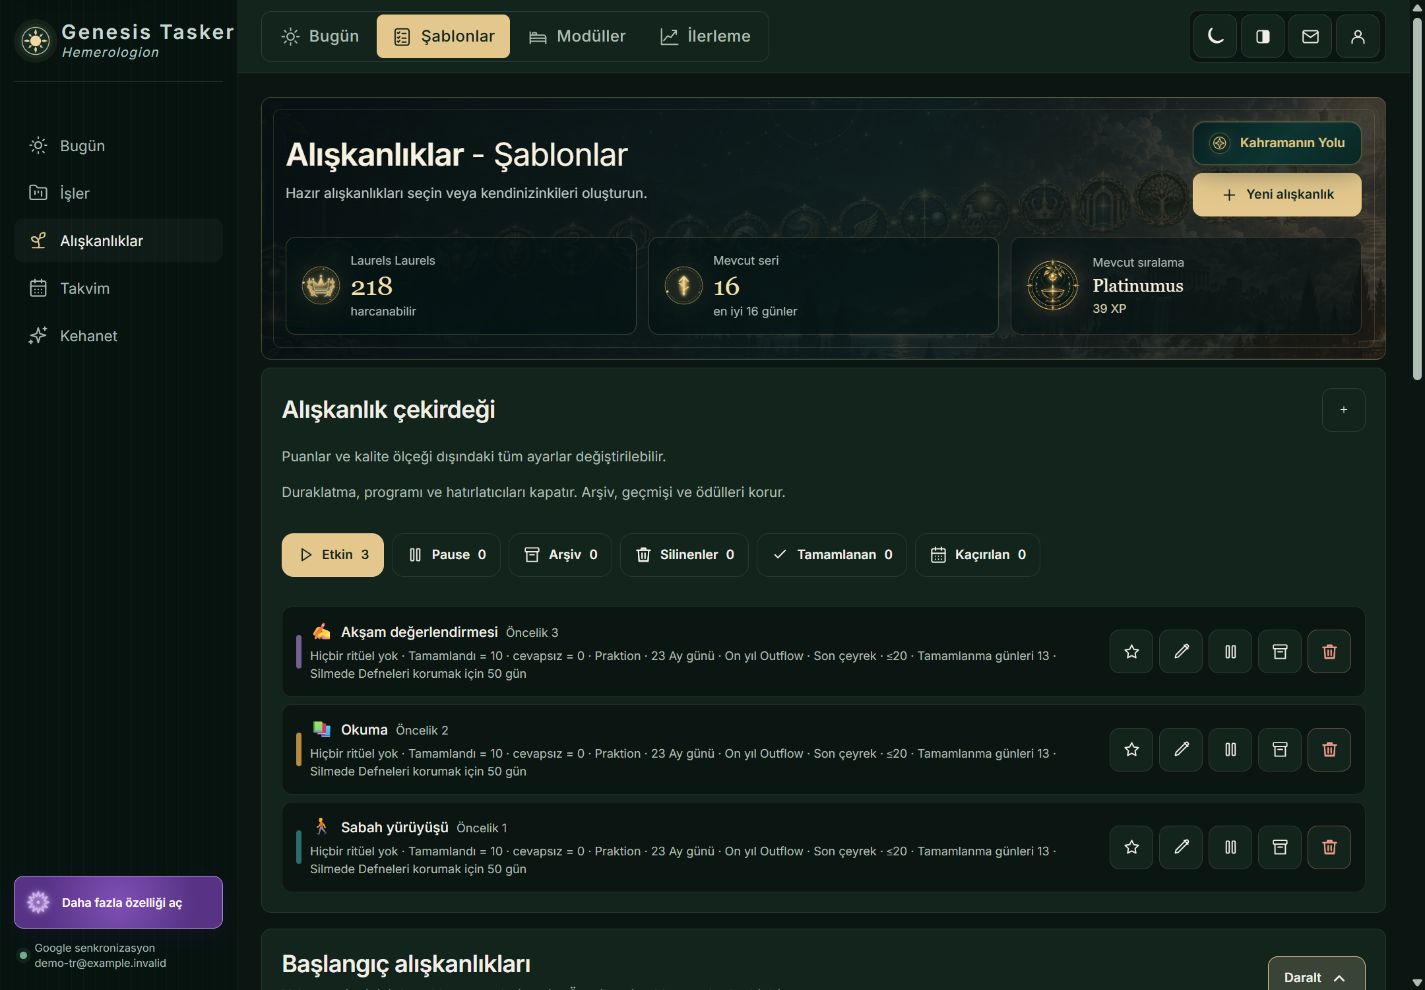 Genesis Tasker
Hemerologion
Bugün
Şablonlar
Modüller
İlerleme
Bugün
İşler
Alışkanlıklar
Takvim
Kehanet
Daha fazla özelliği aç
Google senkronizasyon
demo-tr@example.invalid
Alışkanlıklar - Şablonlar
Hazır alışkanlıkları seçin veya kendinizinkileri oluşturun.
Kahramanın Yolu
Yeni alışkanlık
Laurels Laurels
218
harcanabilir
Mevcut seri
16
en iyi 16 günler
Mevcut sıralama
Platinumus
39 XP
Alışkanlık çekirdeği
+
Puanlar ve kalite ölçeği dışındaki tüm ayarlar değiştirilebilir.
Duraklatma, programı ve hatırlatıcıları kapatır. Arşiv, geçmişi ve ödülleri korur.
Etkin 3
Pause 0
Arşiv 0
Silinenler 0
Tamamlanan 0
Kaçırılan 0
Akşam değerlendirmesi Öncelik 3
Hiçbir ritüel yok · Tamamlandı = 10 · cevapsız = 0 · Praktion · 23 Ay günü · On yıl Outflow · Son çeyrek · ≤20 · Tamamlanma günleri 13 ·
Silmede Defneleri korumak için 50 gün
Okuma Öncelik 2
Hiçbir ritüel yok · Tamamlandı = 10 · cevapsız = 0 · Praktion · 23 Ay günü · On yıl Outflow · Son çeyrek · ≤20 · Tamamlanma günleri 13 ·
Silmede Defneleri korumak için 50 gün
Sabah yürüyüşü Öncelik 1
Hiçbir ritüel yok · Tamamlandı = 10 · cevapsız = 0 · Praktion · 23 Ay günü · On yıl Outflow · Son çeyrek · ≤20 · Tamamlanma günleri 13 ·
Silmede Defneleri korumak için 50 gün
Başlangıç alışkanlıkları
Daralt